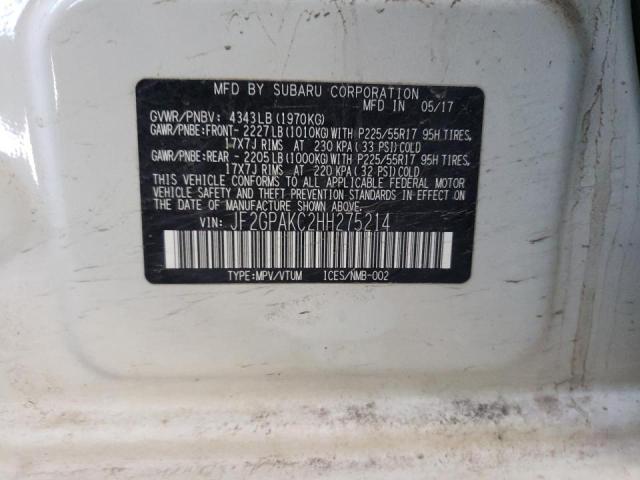 MFD BY SUBARU CORPORATION
MFD IN 05/17
GVWR/PNBV: 4343LB(1970KG)
GAWR/PNBE:FRONT- 2227LB(1010KG)WITH P225/55R17 95H TIRES,
17X7J RIMS AT 230 KPA(33 PSI)COLD
GAWR/PNBE:REAR - 2205LB(1000KG)WITH P225/55R17 95H TIRES,
17X7J RIMS AT 220 KPA(32 PSI)COLD
THIS VEHICLE CONFORMS TO ALL APPLICABLE FEDERAL MOTOR
VEHICLE SAFETY AND THEFT PREVENTION STANDARDS IN EFFECT ON
THE DATE OF MANUFACTURE SHOWN ABOVE.
VIN: JF2GPAKC2HH275214
TYPE:MPV/VTUM ICES/NMB-002